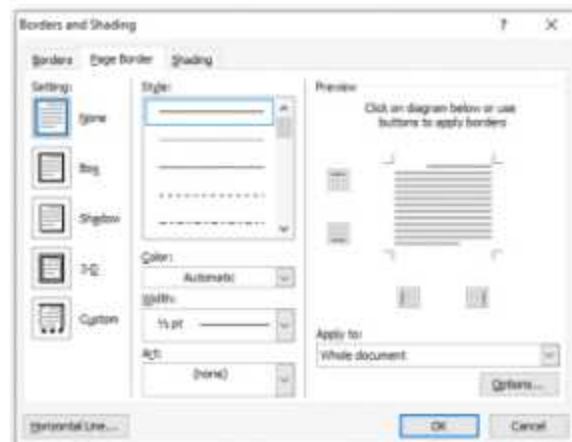 Borders and Shading
? X
Borders Page Border Shading
Setting:
None
Box
Shadow
3-D
Custom
Style:
Color:
Automatic
Width:
½ pt
Art:
(none)
Preview
Click on diagram below or use
buttons to apply borders
Apply to:
Whole document
Options...
Horizontal Line...
OK
Cancel